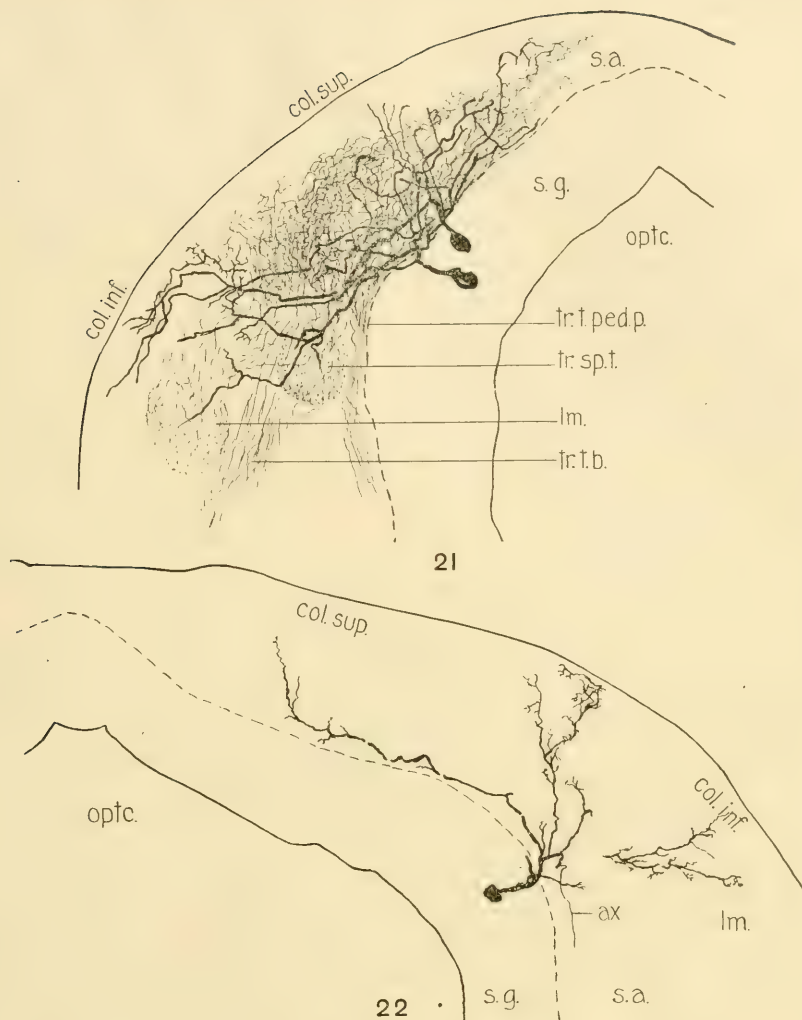 s.a.
col.sup.
s.g.
optc.
col.inf.
tr.t.ped.p.
tr.sp.t.
lm.
tr.t.b.
21
col.sup.
optc.
col.inf.
lm.
ax
s.g.
s.a.
22